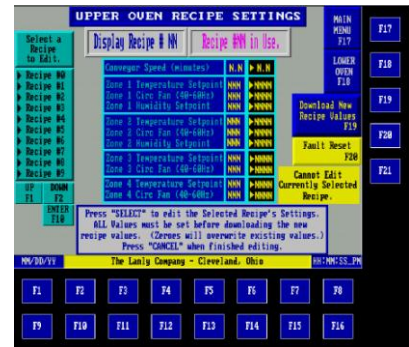 UPPER OVEN RECIPE SETTINGS
MAIN
MENU
F17
F17
Select a
Recipe
to Edit.
Display Recipe # NN
Recipe #NN in Use.
LOWER
OVEN
F18
F18
Conveyor Speed (minutes) N.N N.N
Recipe #0
Recipe #1
Recipe #2
Recipe #3
Recipe #4
Recipe #5
Recipe #6
Recipe #7
Recipe #8
Recipe #9
Zone 1 Temperature Setpoint NNN NNNN
Zone 1 Circ Fan (40-60Hz) NNN NNNN
Zone 1 Humidity Setpoint NNN NNNN
Zone 2 Temperature Setpoint NNN NNNN
Zone 2 Circ Fan (40-60Hz) NNN NNNN
Zone 2 Humidity Setpoint NNN NNNN
Zone 3 Temperature Setpoint NNN NNNN
Zone 3 Circ Fan (40-60Hz) NNN NNNN
Zone 4 Temperature Setpoint NNN NNNN
Zone 4 Circ Fan (40-60Hz) NNN NNNN
Download New
Recipe Values
F19
F19
Fault Reset
F20
F20
Cannot Edit
Currently Selected
Recipe.
F21
UP DOWN
F1 F2
ENTER
F10
Press "SELECT" to edit the Selected Recipe's Settings.
ALL Values must be set before downloading the new
recipe values. (Zeroes will overwrite existing values.)
Press "CANCEL" when finished editing.
MM/DD/YY The Lanly Company - Cleveland, Ohio HH:MM:SS_PM
F1 F2 F3 F4 F5 F6 F7 F8
F9 F10 F11 F12 F13 F14 F15 F16